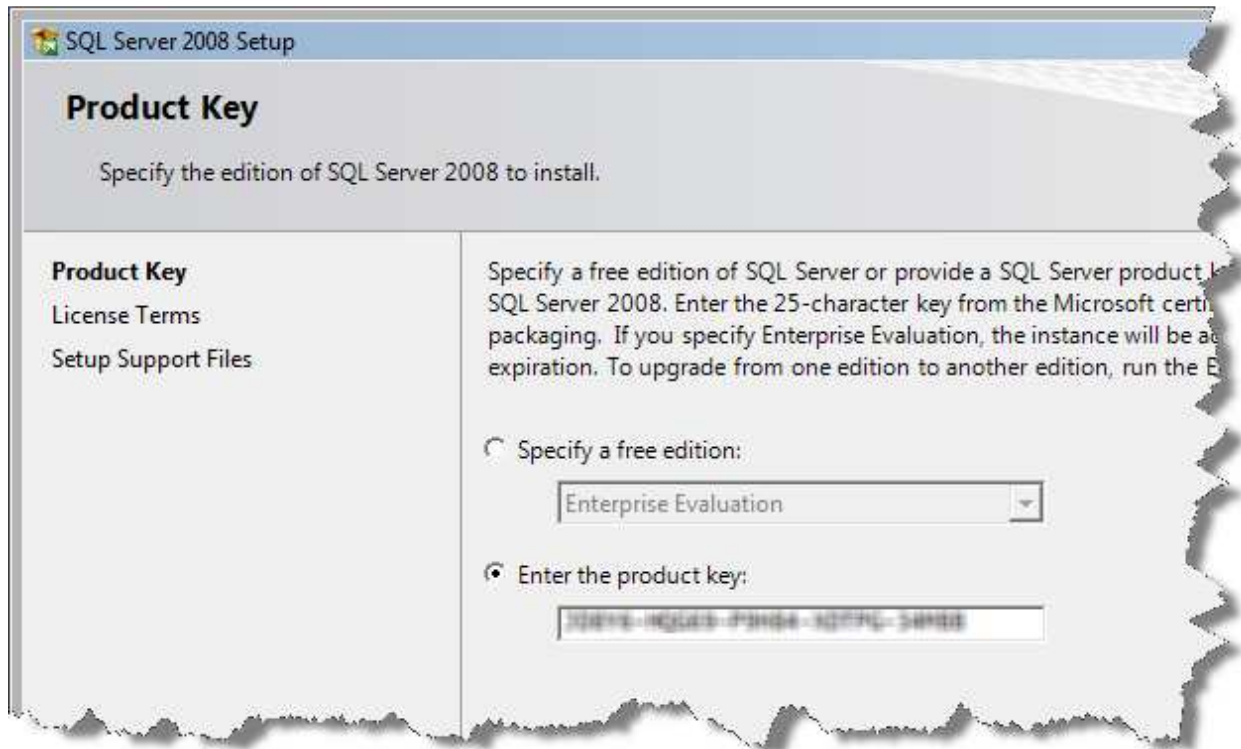 SQL Server 2008 Setup
Product Key
Specify the edition of SQL Server 2008 to install.
Product Key
License Terms
Setup Support Files
Specify a free edition of SQL Server or provide a SQL Server product
SQL Server 2008. Enter the 25-character key from the Microsoft
packaging. If you specify Enterprise Evaluation, the instance will be
expiration. To upgrade from one edition to another edition, run the
Specify a free edition:
Enterprise Evaluation
Enter the product key: